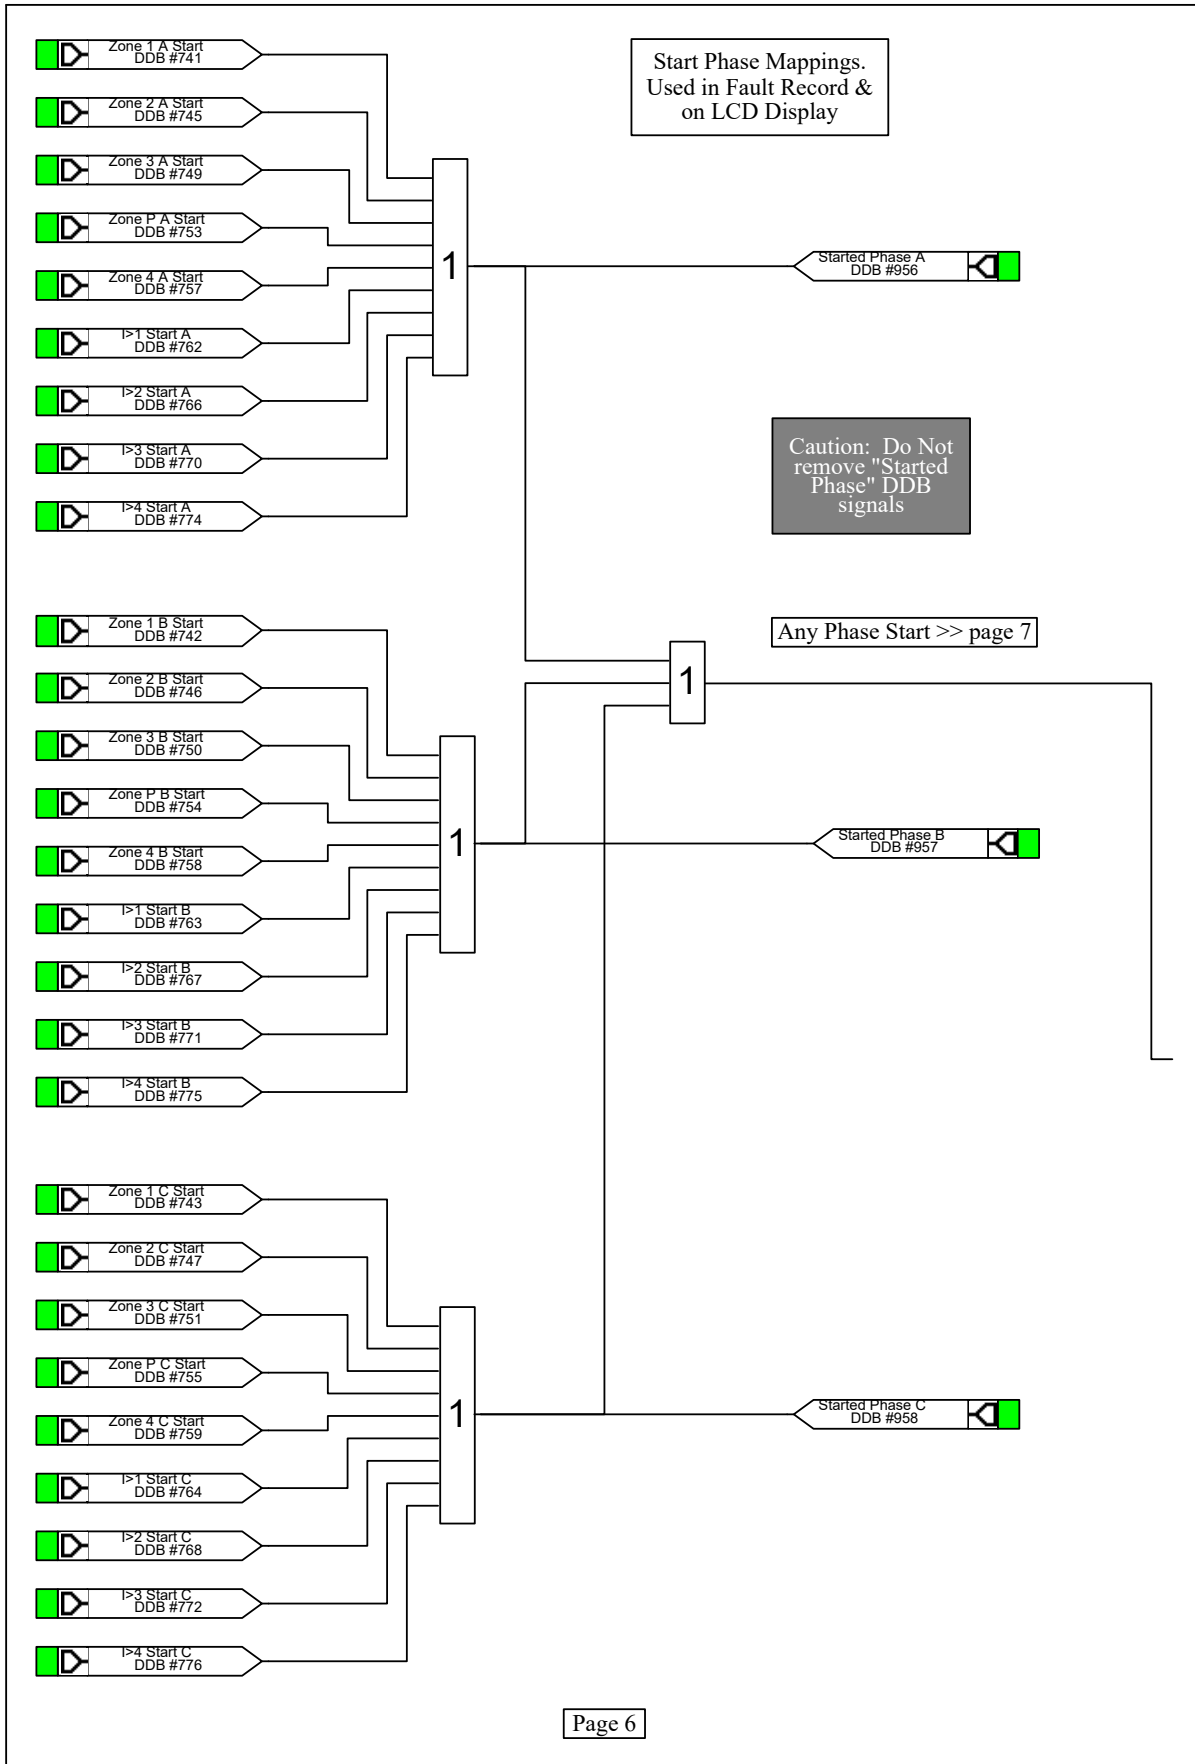 Zone 1 A Start
DDB #741
Zone 2 A Start
DDB #745
Zone 3 A Start
DDB #749
Zone P A Start
DDB #753
Zone 4 A Start
DDB #757
I>1 Start A
DDB #762
I>2 Start A
DDB #766
I>3 Start A
DDB #770
I>4 Start A
DDB #774
1
Start Phase Mappings.
Used in Fault Record &
on LCD Display
Started Phase A
DDB #956
Caution: Do Not
remove "Started
Phase" DDB
signals
Any Phase Start >> page 7
1
Zone 1 B Start
DDB #742
Zone 2 B Start
DDB #746
Zone 3 B Start
DDB #750
Zone P B Start
DDB #754
Zone 4 B Start
DDB #758
I>1 Start B
DDB #763
I>2 Start B
DDB #767
I>3 Start B
DDB #771
I>4 Start B
DDB #775
1
Started Phase B
DDB #957
Zone 1 C Start
DDB #743
Zone 2 C Start
DDB #747
Zone 3 C Start
DDB #751
Zone P C Start
DDB #755
Zone 4 C Start
DDB #759
I>1 Start C
DDB #764
I>2 Start C
DDB #768
I>3 Start C
DDB #772
I>4 Start C
DDB #776
1
Started Phase C
DDB #958
Page 6